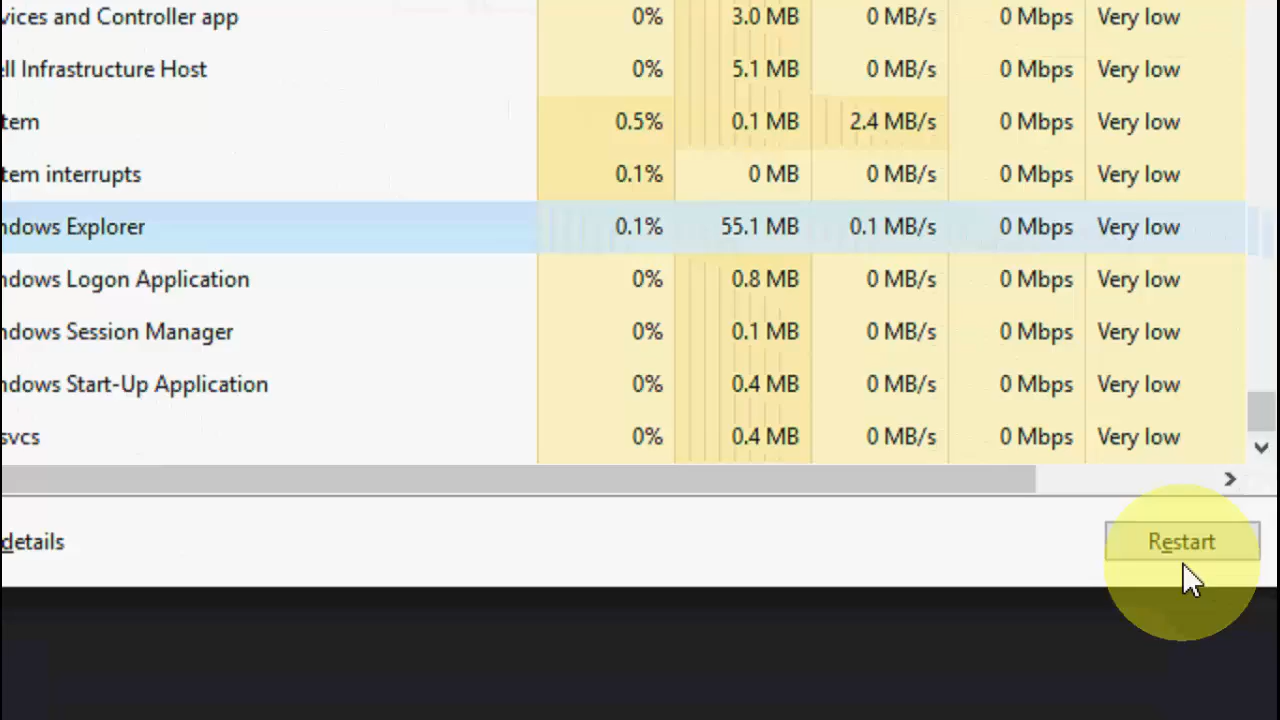 vices and Controller app 0% 3.0 MB 0 MB/s 0 Mbps Very low
ell Infrastructure Host 0% 5.1 MB 0 MB/s 0 Mbps Very low
tem 0.5% 0.1 MB 2.4 MB/s 0 Mbps Very low
tem interrupts 0.1% 0 MB 0 MB/s 0 Mbps Very low
ndows Explorer 0.1% 55.1 MB 0.1 MB/s 0 Mbps Very low
ndows Logon Application 0% 0.8 MB 0 MB/s 0 Mbps Very low
ndows Session Manager 0% 0.1 MB 0 MB/s 0 Mbps Very low
ndows Start-Up Application 0% 0.4 MB 0 MB/s 0 Mbps Very low
svcs 0% 0.4 MB 0 MB/s 0 Mbps Very low
details Restart